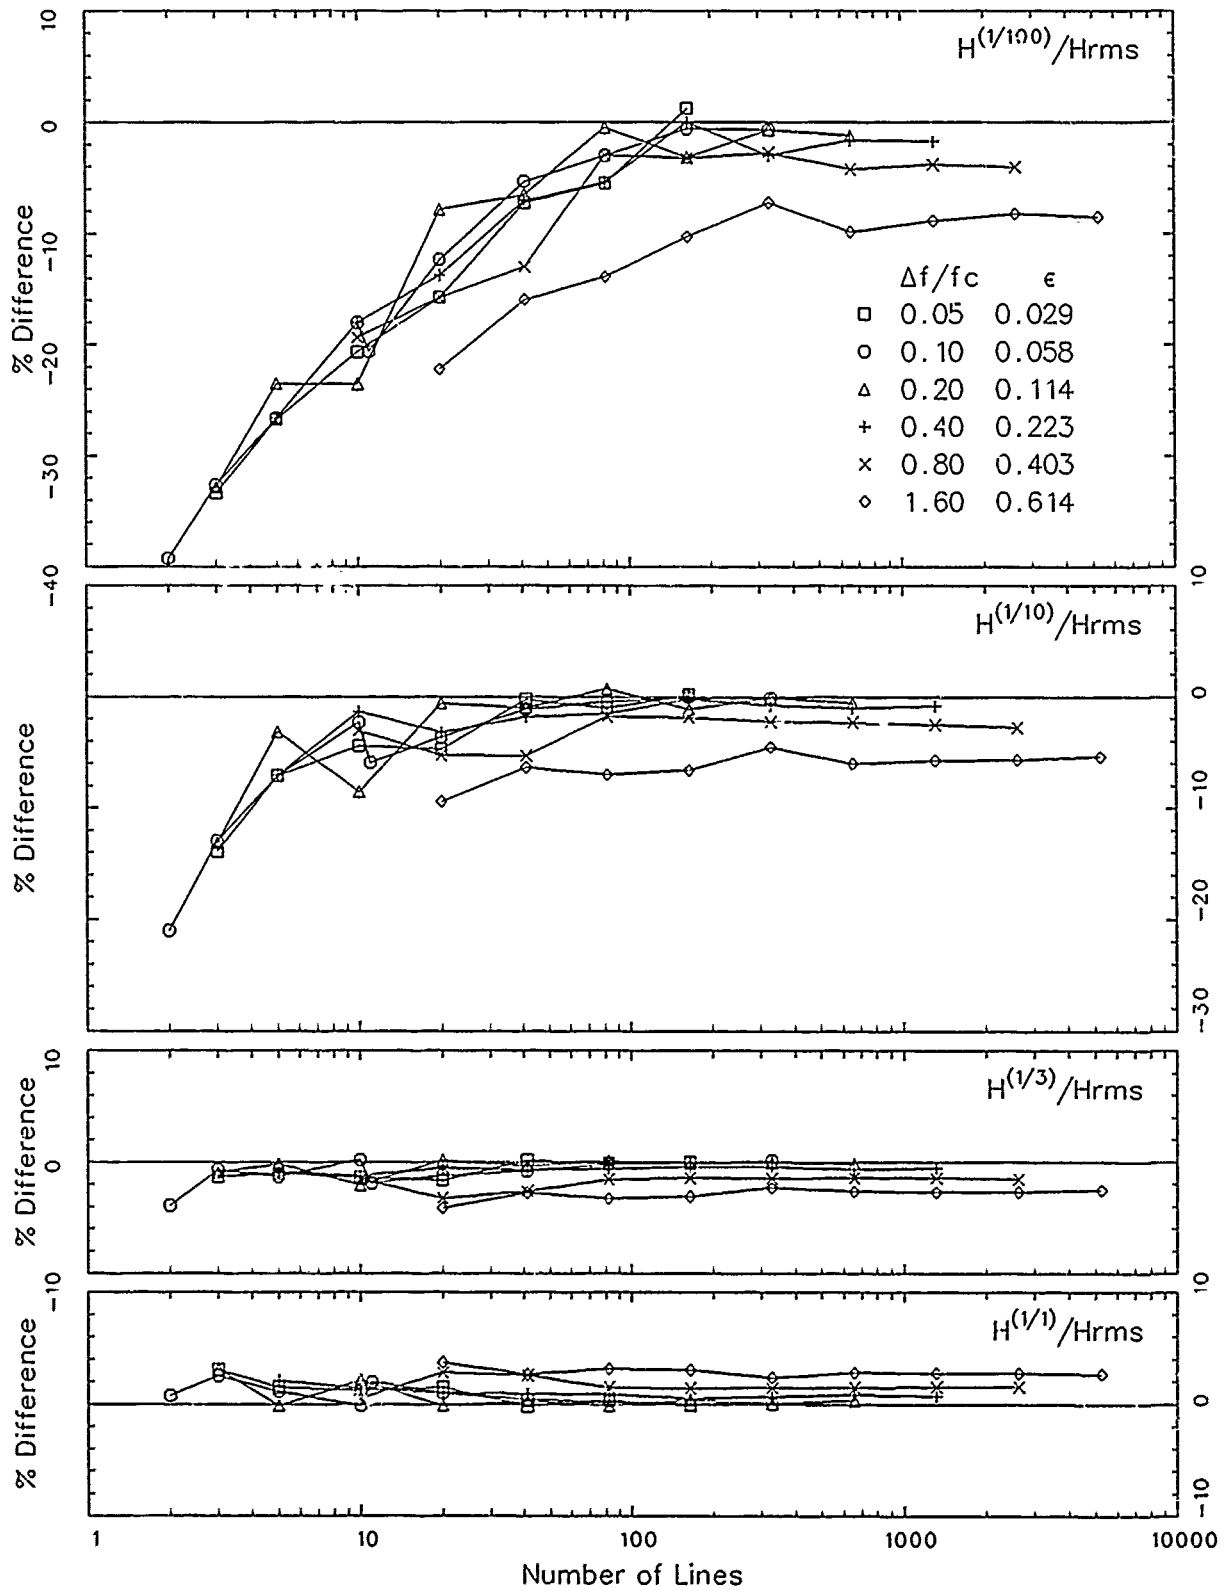 H(1/100)/Hrms
10
0
-10
-20
-30
-40
% Difference
Δf/fc ϵ
0.05 0.029
0.10 0.058
0.20 0.114
0.40 0.223
0.80 0.403
1.60 0.614
H(1/10)/Hrms
% Difference
10
0
-10
-20
-30
H(1/3)/Hrms
10
0
-10
% Difference
H(1/1)/Hrms
% Difference
10
0
-10
1 10 100 1000 10000
Number of Lines